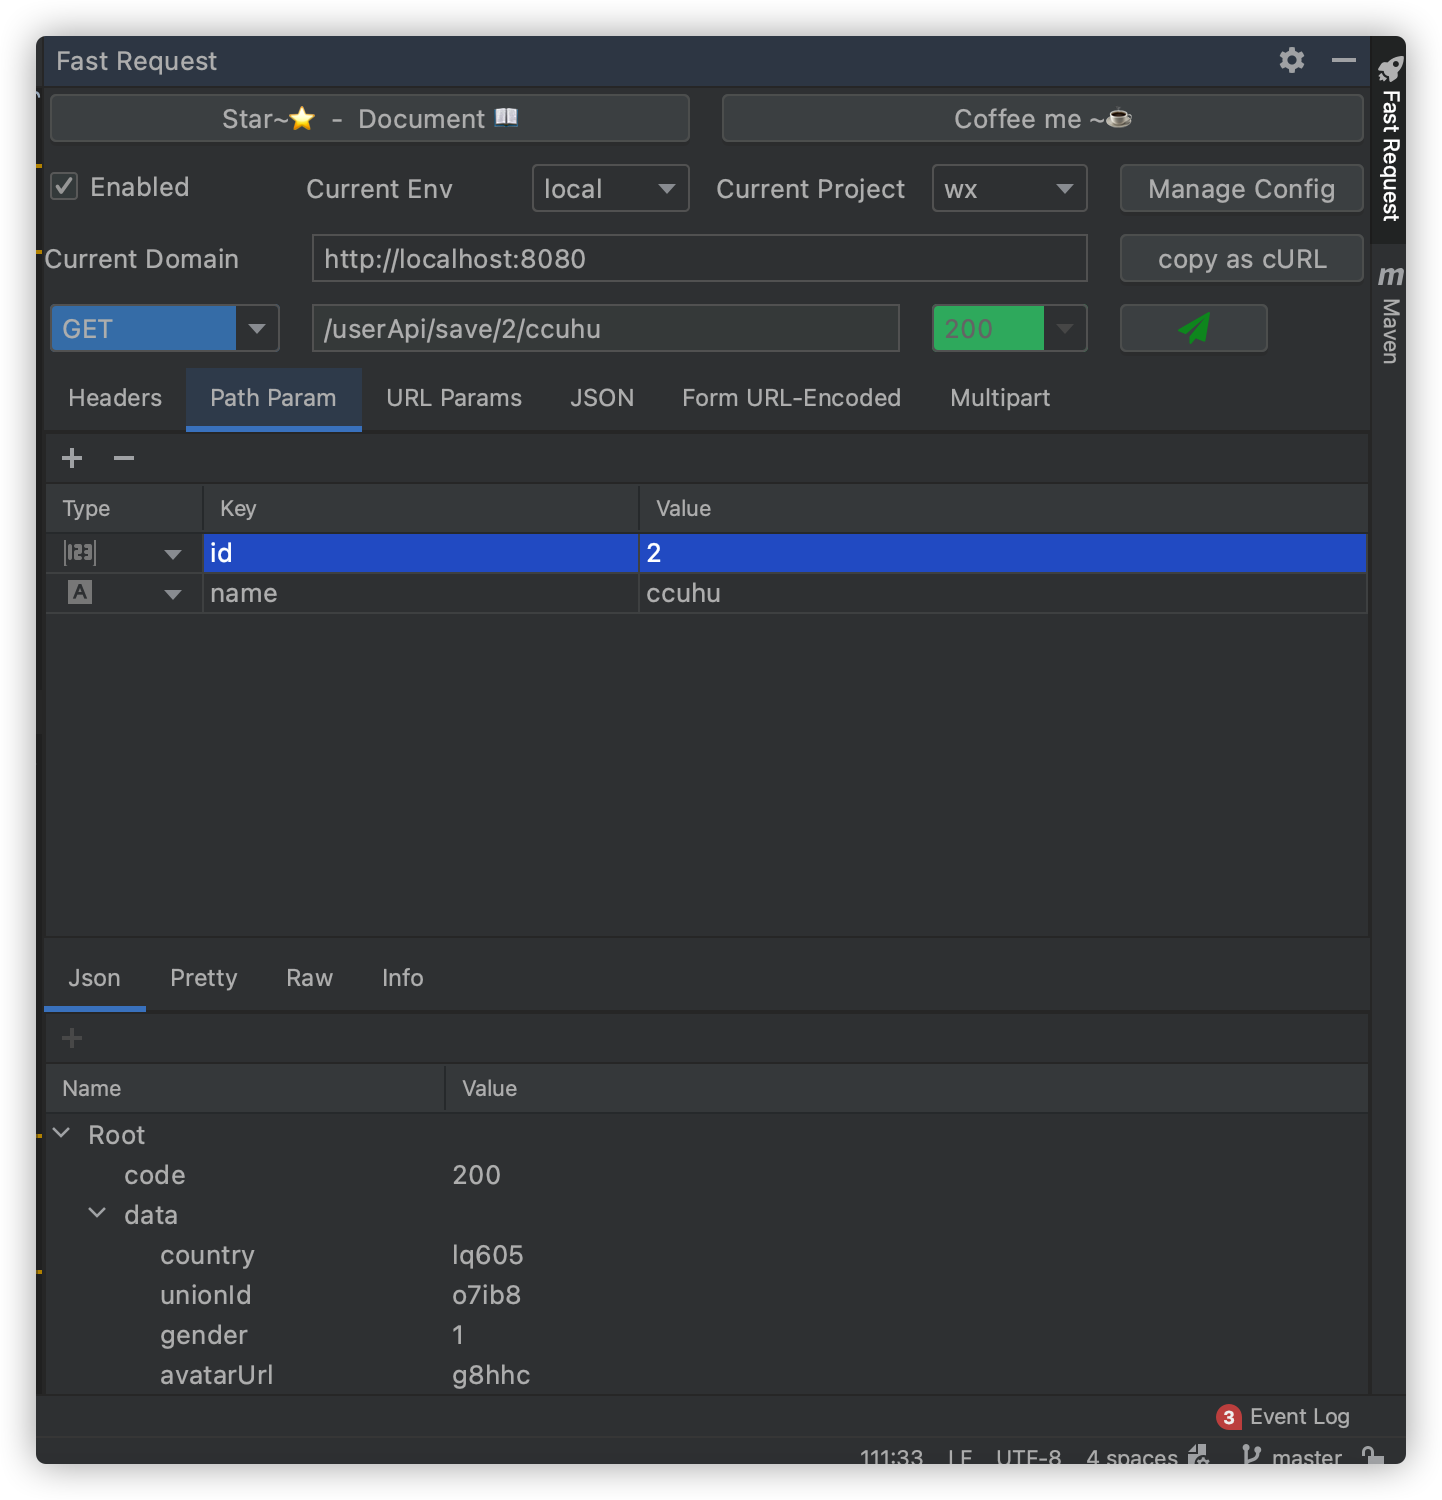 Fast Request
Star~⭐ - Document 📖
Coffee me ~☕
Enabled
Current Env
local
Current Project
wx
Manage Config
Current Domain
http://localhost:8080
copy as cURL
GET
/userApi/save/2/ccuhu
200
Headers
Path Param
URL Params
JSON
Form URL-Encoded
Multipart
Type
Key
Value
123
id
2
A
name
ccuhu
Json
Pretty
Raw
Info
Name
Value
Root
code
200
data
country
lq605
unionId
o7ib8
gender
1
avatarUrl
g8hhc
3
Event Log
111:33
LF
UTF-8
4 spaces
master
Fast Request
m
Maven